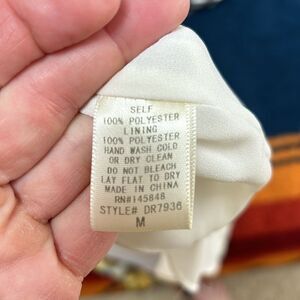 SELF
100% POLYESTER
LINING
100% POLYESTER
HAND WASH COLD
OR DRY CLEAN
DO NOT BLEACH
LAY FLAT TO DRY
MADE IN CHINA
RN#145648
STYLE# DR7936
M